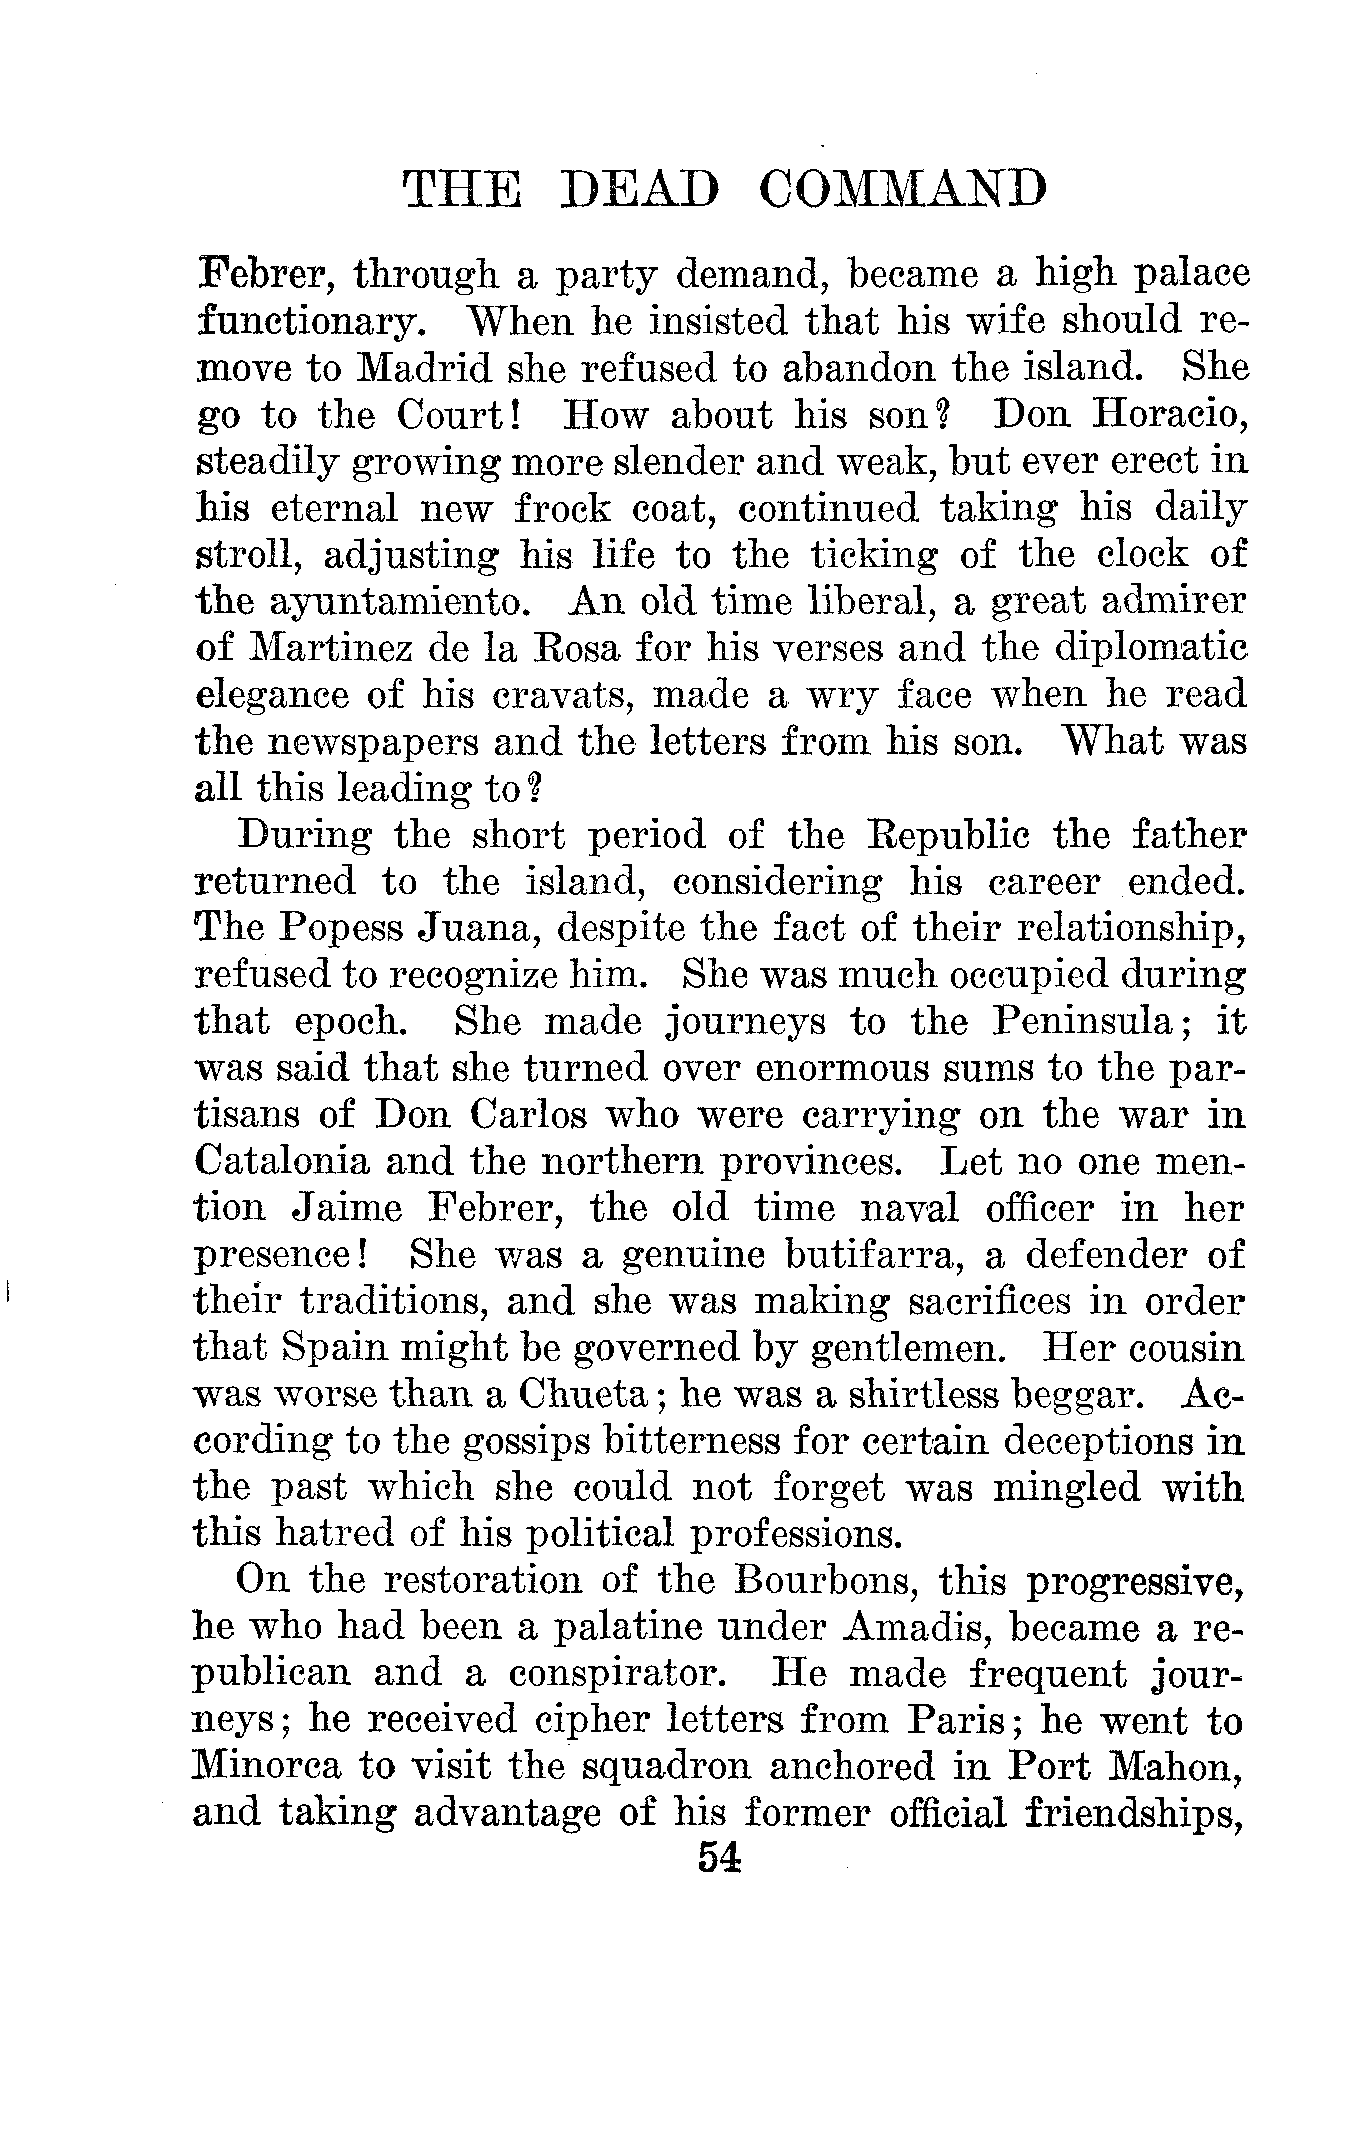 THE DEAD COMMAND
Febrer, through a party demand, became a high palace
functionary. When he insisted that his wife should re-
move to Madrid she refused to abandon the island. She
go to the Court! How about his son? Don Horacio,
steadily growing more slender and weak, but ever erect in
his eternal new frock coat, continued taking his daily
stroll, adjusting his life to the ticking of the clock of
the ayuntamiento. An old time liberal, a great admirer
of Martinez de la Rosa for his verses and the diplomatic
elegance of his cravats, made a wry face when he read
the newspapers and the letters from his son. What was
all this leading to?
During the short period of the Republic the father
returned to the island, considering his career ended.
The Popess Juana, despite the fact of their relationship,
refused to recognize him. She was much occupied during
that epoch. She made journeys to the Peninsula; it
was said that she turned over enormous sums to the par-
tisans of Don Carlos who were carrying on the war in
Catalonia and the northern provinces. Let no one men-
tion Jaime Febrer, the old time naval officer in her
presence! She was a genuine butifarra, a defender of
their traditions, and she was making sacrifices in order
that Spain might be governed by gentlemen. Her cousin
was worse than a Chueta; he was a shirtless beggar. Ac-
cording to the gossips bitterness for certain deceptions in
the past which she could not forget was mingled with
this hatred of his political professions.
On the restoration of the Bourbons, this progressive,
he who had been a palatine under Amadis, became a re-
publican and a conspirator. He made frequent jour-
neys; he received cipher letters from Paris; he went to
Minorca to visit the squadron anchored in Port Mahon,
and taking advantage of his former official friendships,
54